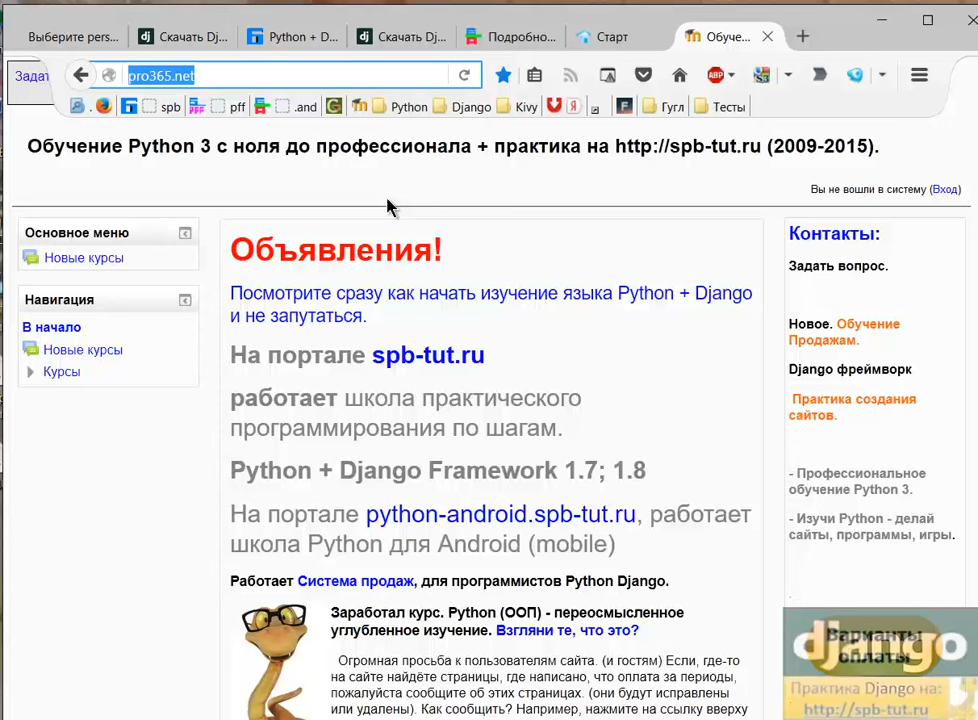 Выберите pers...
Скачать Dj...
Python + D...
Скачать Dj...
Подробно...
Старт
Обуче...
Задат
pro365.net
ABP
spb
pff
.and
Python
Django
Kivy
Я
Гугл
Тесты
Обучение Python 3 с ноля до профессионала + практика на http://spb-tut.ru (2009-2015).
Вы не вошли в систему (Вход)
Основное меню
Новые курсы
Навигация
В начало
Новые курсы
Курсы
Объявления!
Посмотрите сразу как начать изучение языка Python + Django
и не запутаться.
На портале spb-tut.ru
работает школа практического
программирования по шагам.
Python + Django Framework 1.7; 1.8
На портале python-android.spb-tut.ru, работает
школа Python для Android (mobile)
Работает Система продаж, для программистов Python Django.
Заработал курс. Python (ООП) - переосмысленное
углубленное изучение. Взгляни те, что это?
Огромная просьба к пользователям сайта. (и гостям) Если, где-то
на сайте найдёте страницы, где написано, что оплата за периоды,
пожалуйста сообщите об этих страницах. (они будут исправлены
или удалены). Как сообщить? Например, нажмите на ссылку вверху
Контакты:
Задать вопрос.
Новое. Обучение
Продажам.
Django фреймворк
Практика создания
сайтов.
- Профессиональное
обучение Python 3.
- Изучи Python - делай
сайты, программы, игры.
django
Варианты
оплаты
Практика Django на:
http://spb-tut.ru